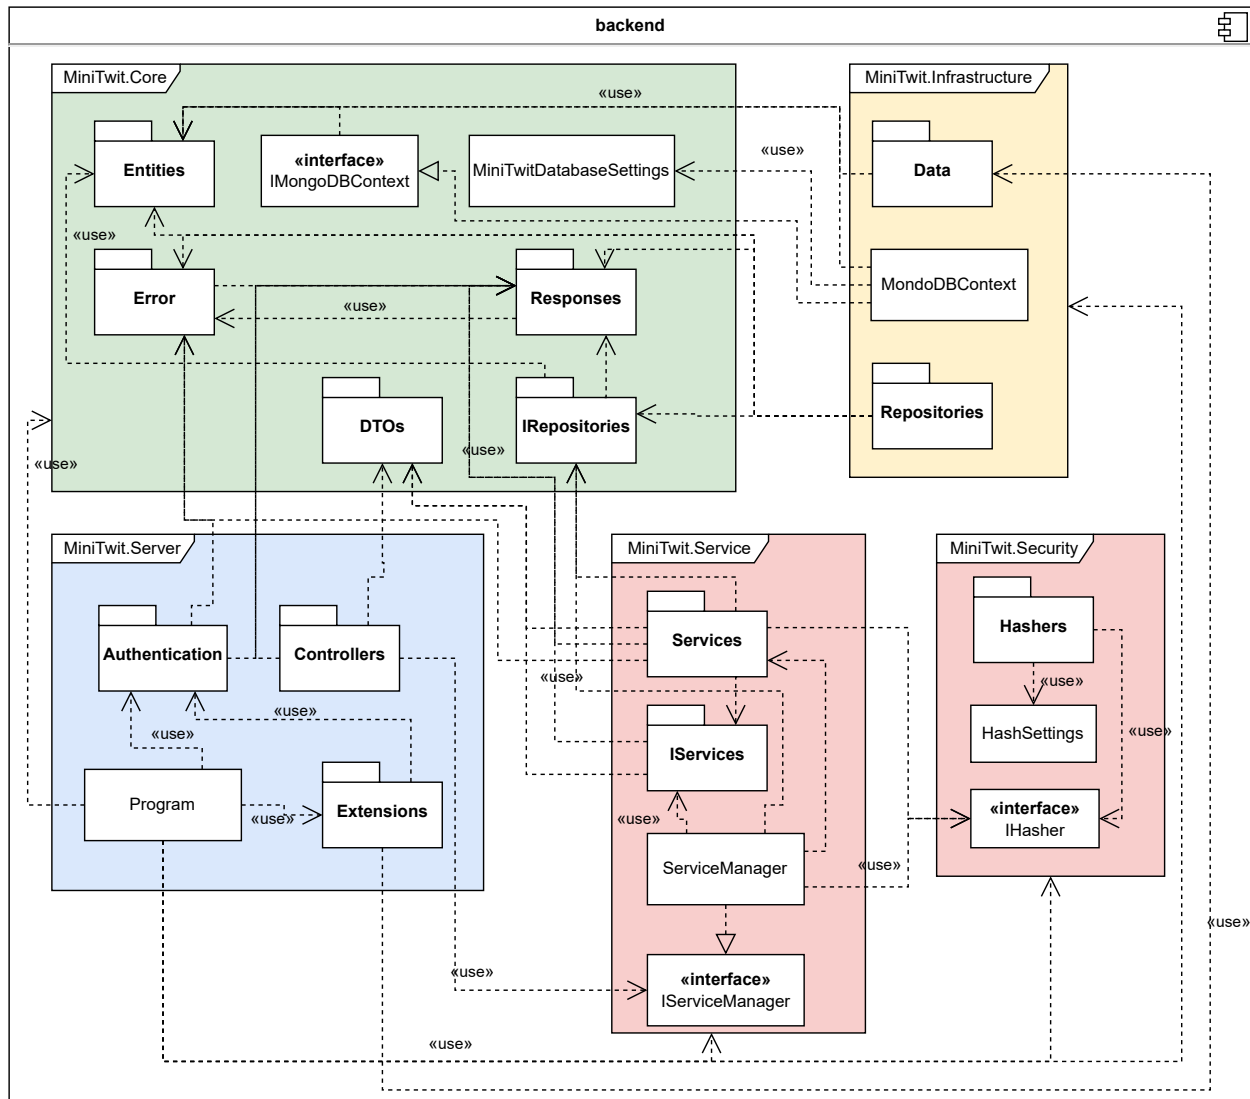 backend
MiniTwit.Core
MiniTwit.Infrastructure
«use»
«use»
Entities
«interface»
IMongoDBContext
MiniTwitDatabaseSettings
Data
«use»
Error
Responses
MondoDBContext
«use»
DTOs
IRepositories
Repositories
«use»
«use»
MiniTwit.Server
MiniTwit.Service
MiniTwit.Security
Authentication
Controllers
Services
Hashers
«use»
«use»
«use»
«use»
«use»
IServices
HashSettings
Program
«use»
Extensions
«use»
«interface»
IHasher
ServiceManager
«use»
«use»
«use»
«interface»
IServiceManager
«use»